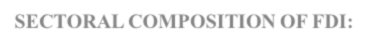 SECTORAL COMPOSITION OF FDI: